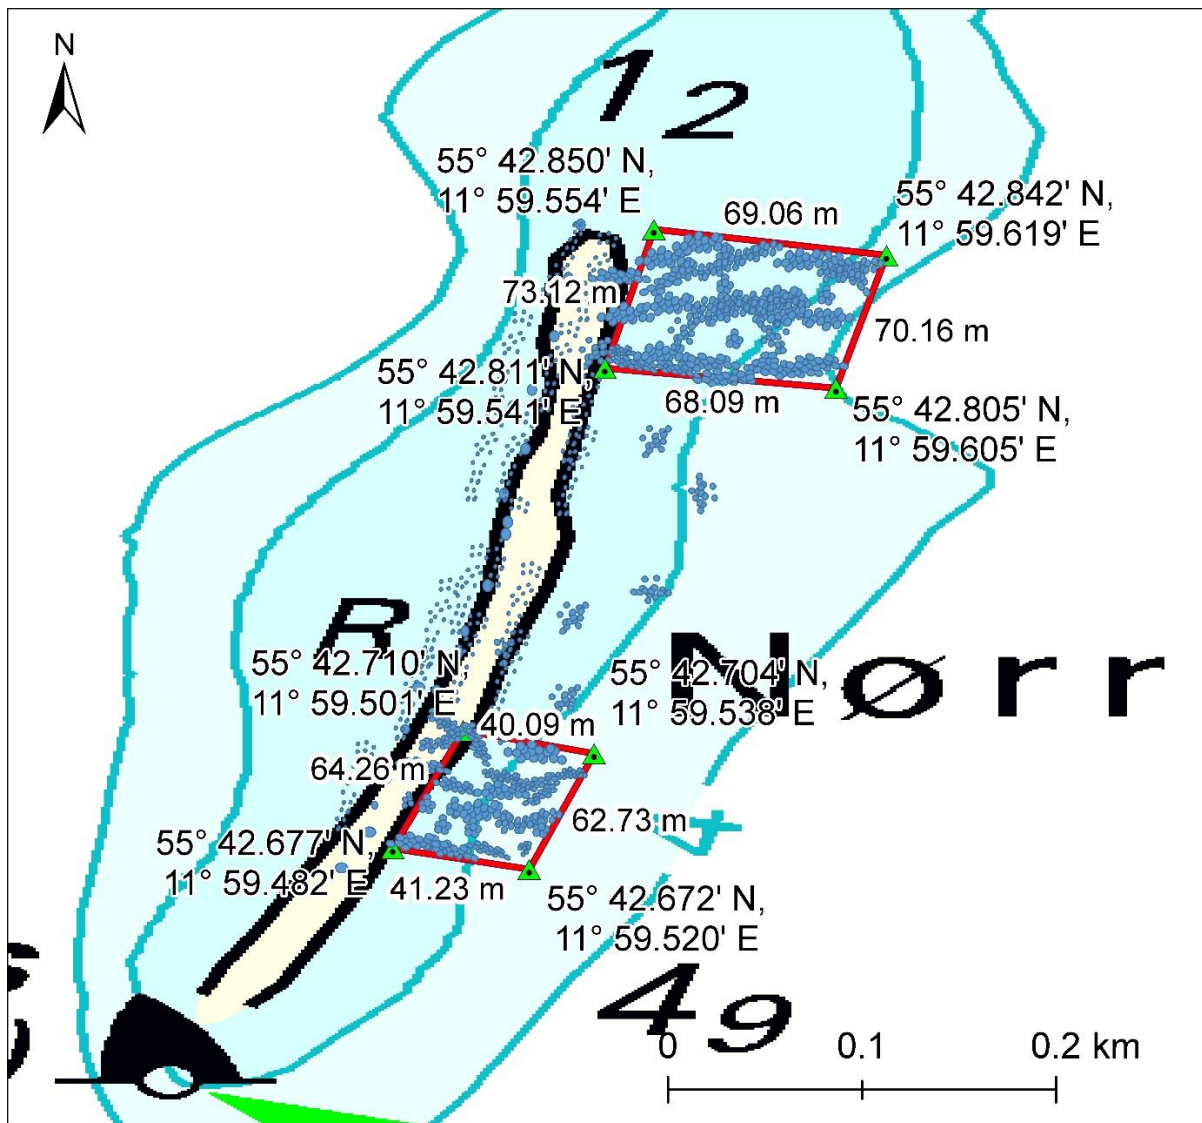 N
12
55° 42.850' N,
11° 59.554' E
55° 42.842' N,
11° 59.619' E
69.06 m
73.12 m
70.16 m
55° 42.811' N,
11° 59.541' E
68.09 m
55° 42.805' N,
11° 59.605' E
R
Nørr
55° 42.710' N,
11° 59.501' E
55° 42.704' N,
11° 59.538' E
40.09 m
64.26 m
62.73 m
4
55° 42.677' N,
11° 59.482' E
41.23 m
55° 42.672' N,
11° 59.520' E
49
0 0.1 0.2 km